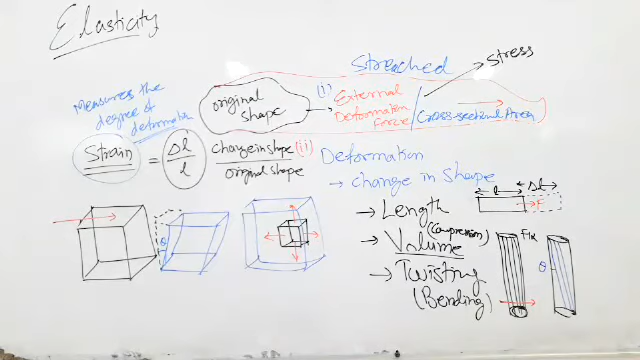 Elasticity
Streached
Stress
Measures the
degree of
deformation
original
shape
(i) External
Deformation
Force
Cross-sectional Area
Strain = Δl/l change in shape/original shape
(ii) Deformation
→ change in Shape
→ Length
→ Volume (Compression)
→ Twisting
(Bending)
l Δl
F
Fix
θ
θ